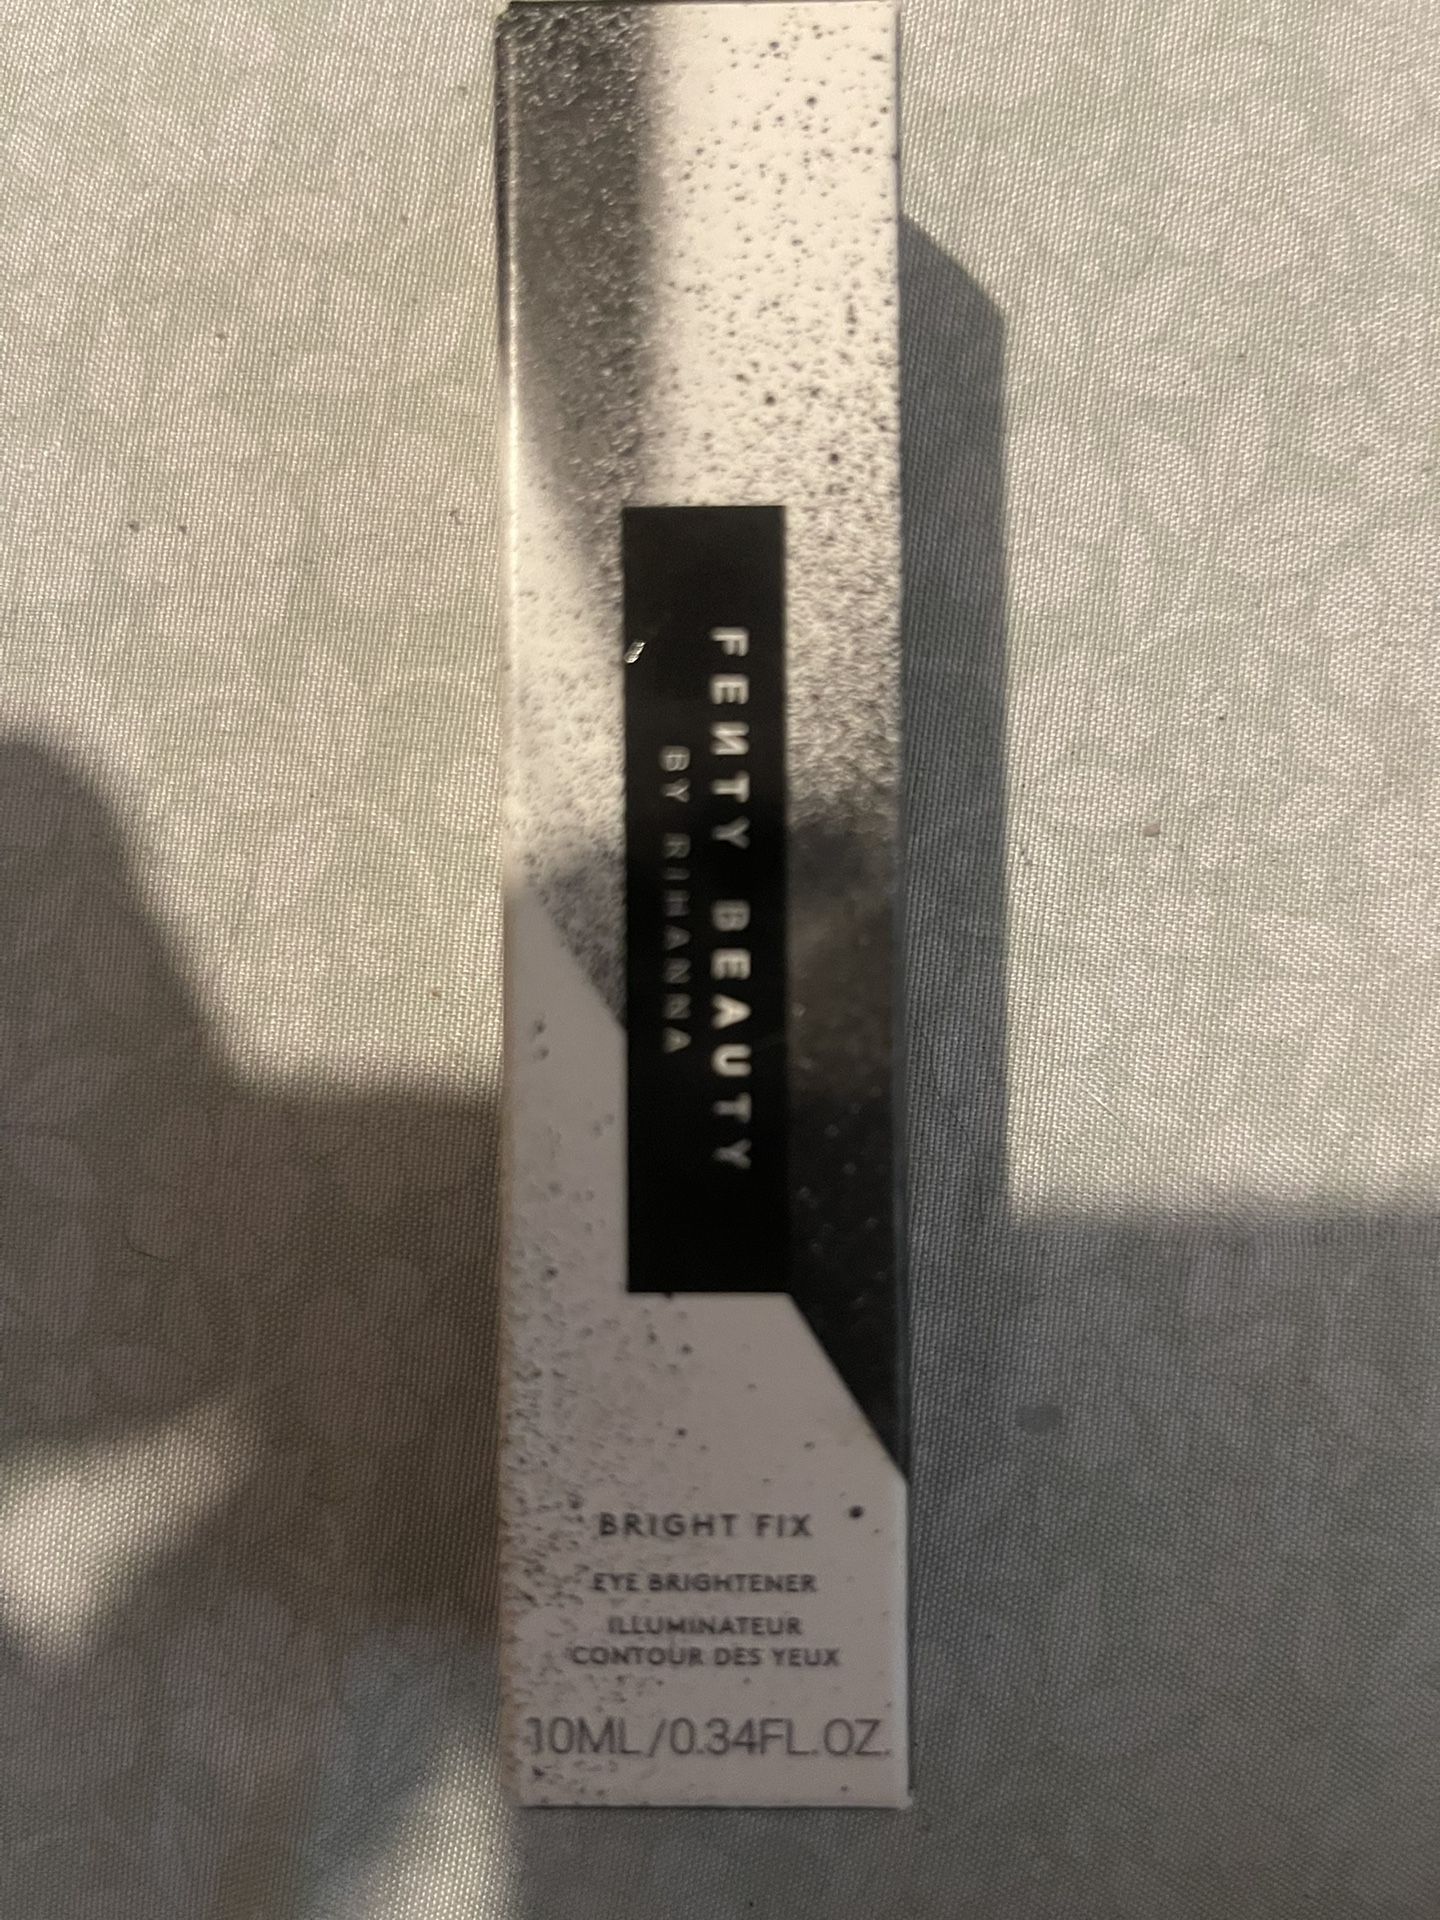 FENTY BEAUTY
BY RIHANNA
BRIGHT FIX
EYE BRIGHTENER
ILLUMINATEUR
CONTOUR DES YEUX
10ML/0.34FL.OZ.